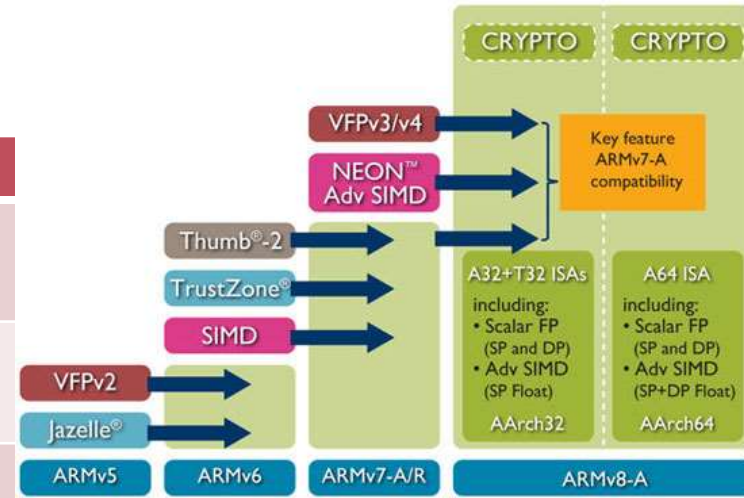 CRYPTO
CRYPTO
VFPv3/v4
NEON™
Adv SIMD
Key feature
ARMv7-A
compatibility
Thumb®-2
TrustZone®
SIMD
A32+T32 ISAs
including:
• Scalar FP
(SP and DP)
• Adv SIMD
(SP Float)
AArch32
A64 ISA
including:
• Scalar FP
(SP and DP)
• Adv SIMD
(SP+DP Float)
AArch64
VFPv2
Jazelle®
ARMv5
ARMv6
ARMv7-A/R
ARMv8-A